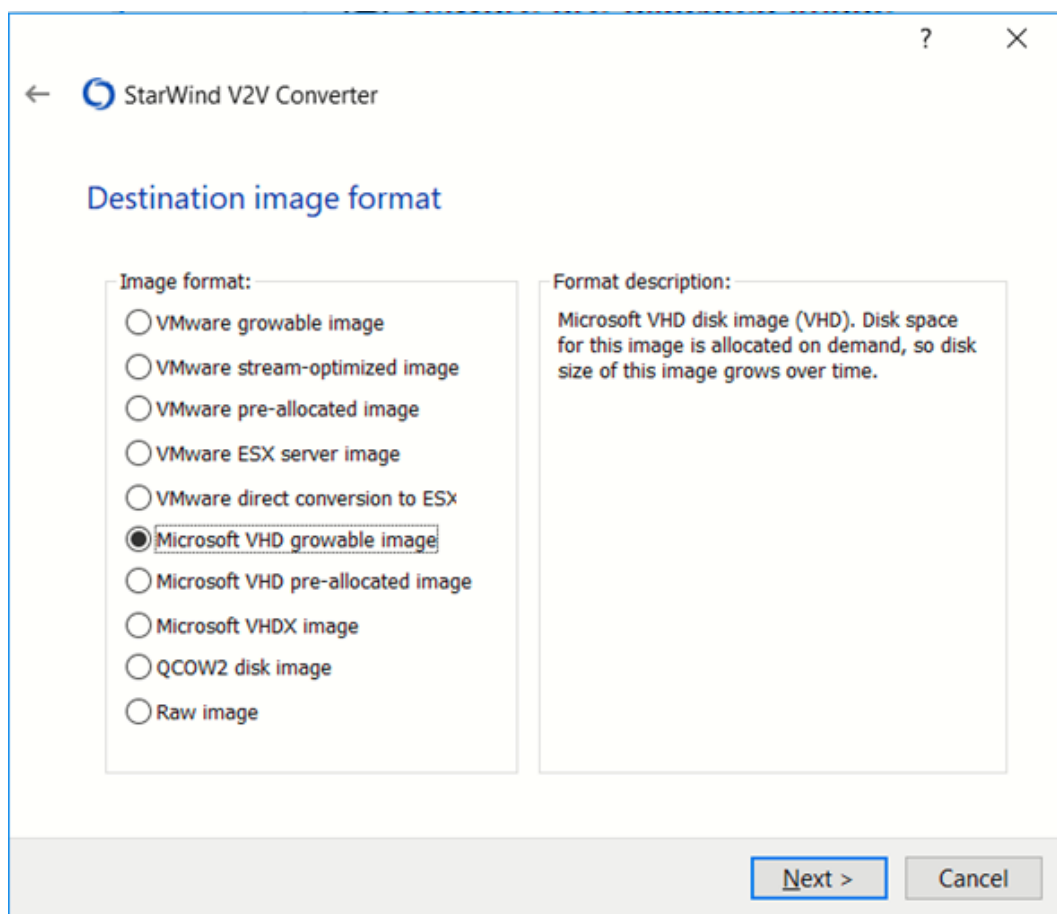 ?
StarWind V2V Converter
Destination image format
Image format:
VMware growable image
VMware stream-optimized image
VMware pre-allocated image
VMware ESX server image
VMware direct conversion to ESX
Microsoft VHD growable image
Microsoft VHD pre-allocated image
Microsoft VHDX image
QCOW2 disk image
Raw image
Format description:
Microsoft VHD disk image (VHD). Disk space
for this image is allocated on demand, so disk
size of this image grows over time.
Next >
Cancel